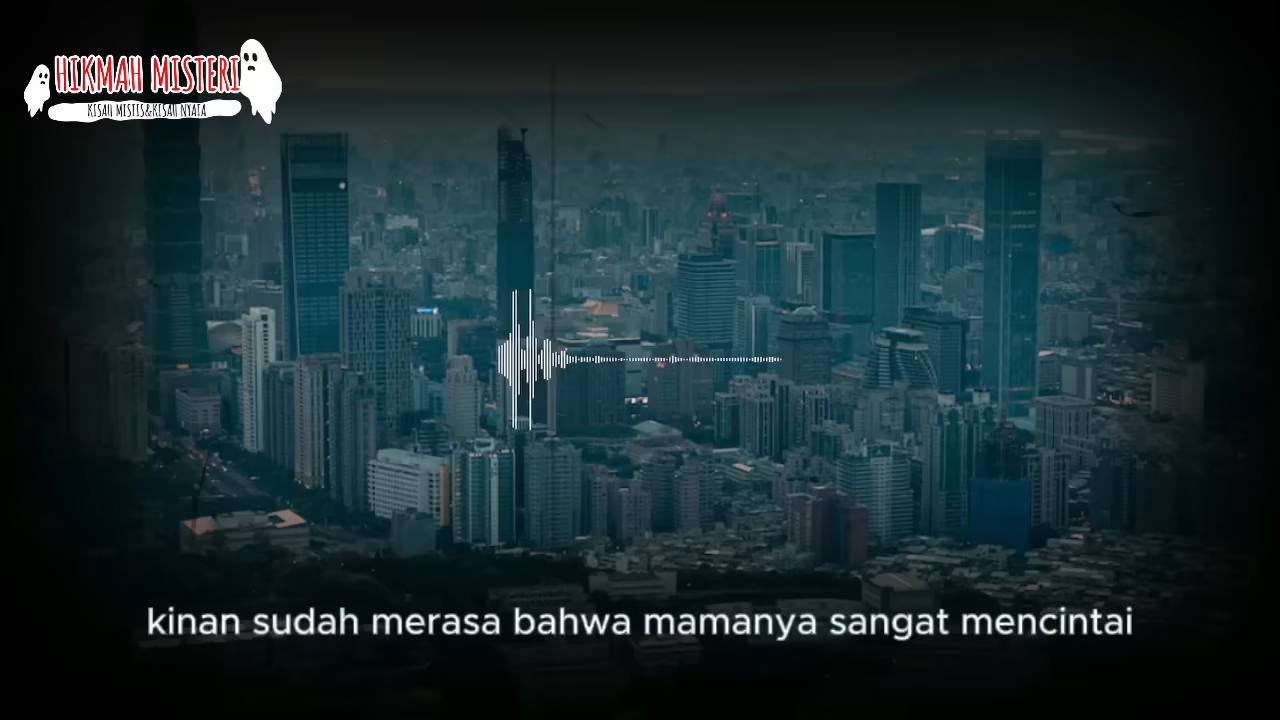 HIKMAH MISTERI
KISAH MISTIS&KISAH NYATA
kinan sudah merasa bahwa mamanya sangat mencintai